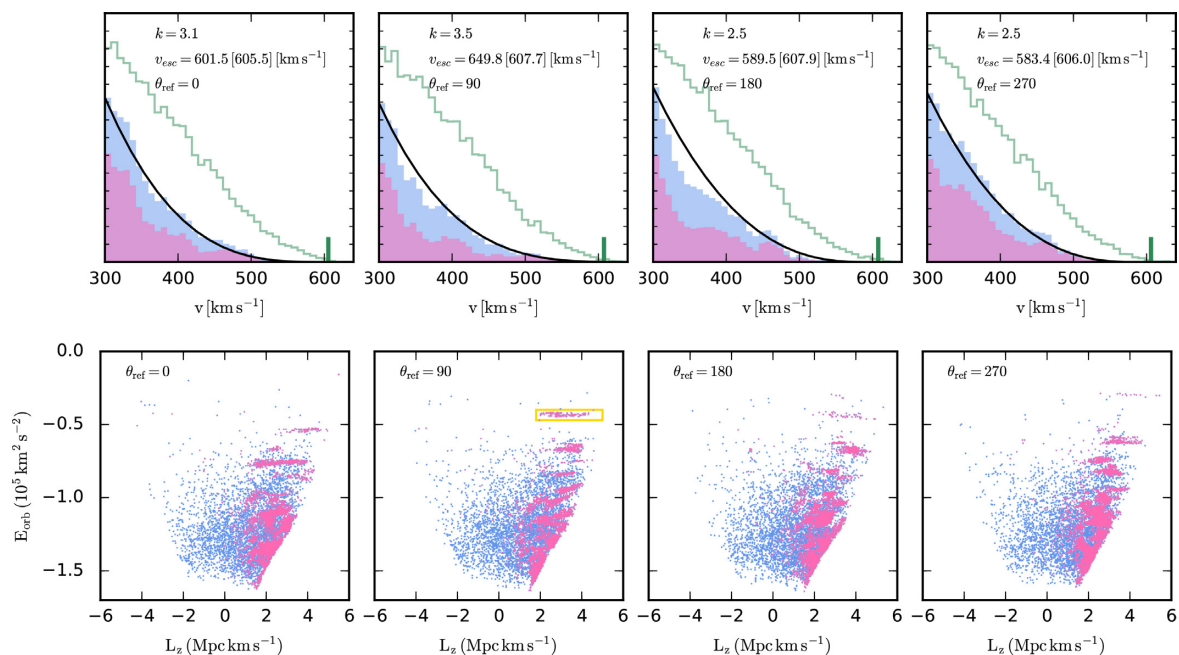 k = 3.1
v_esc = 601.5 [605.5] [km s⁻¹]
θ_ref = 0
k = 3.5
v_esc = 649.8 [607.7] [km s⁻¹]
θ_ref = 90
k = 2.5
v_esc = 589.5 [607.9] [km s⁻¹]
θ_ref = 180
k = 2.5
v_esc = 583.4 [606.0] [km s⁻¹]
θ_ref = 270
300 400 500 600
300 400 500 600
300 400 500 600
300 400 500 600
v [km s⁻¹]
v [km s⁻¹]
v [km s⁻¹]
v [km s⁻¹]
θ_ref = 0
θ_ref = 90
θ_ref = 180
θ_ref = 270
E_orb (10⁵ km² s⁻²)
0.0
−0.5
−1.0
−1.5
−6 −4 −2 0 2 4 6
−6 −4 −2 0 2 4 6
−6 −4 −2 0 2 4 6
−6 −4 −2 0 2 4 6
L_z (Mpc km s⁻¹)
L_z (Mpc km s⁻¹)
L_z (Mpc km s⁻¹)
L_z (Mpc km s⁻¹)